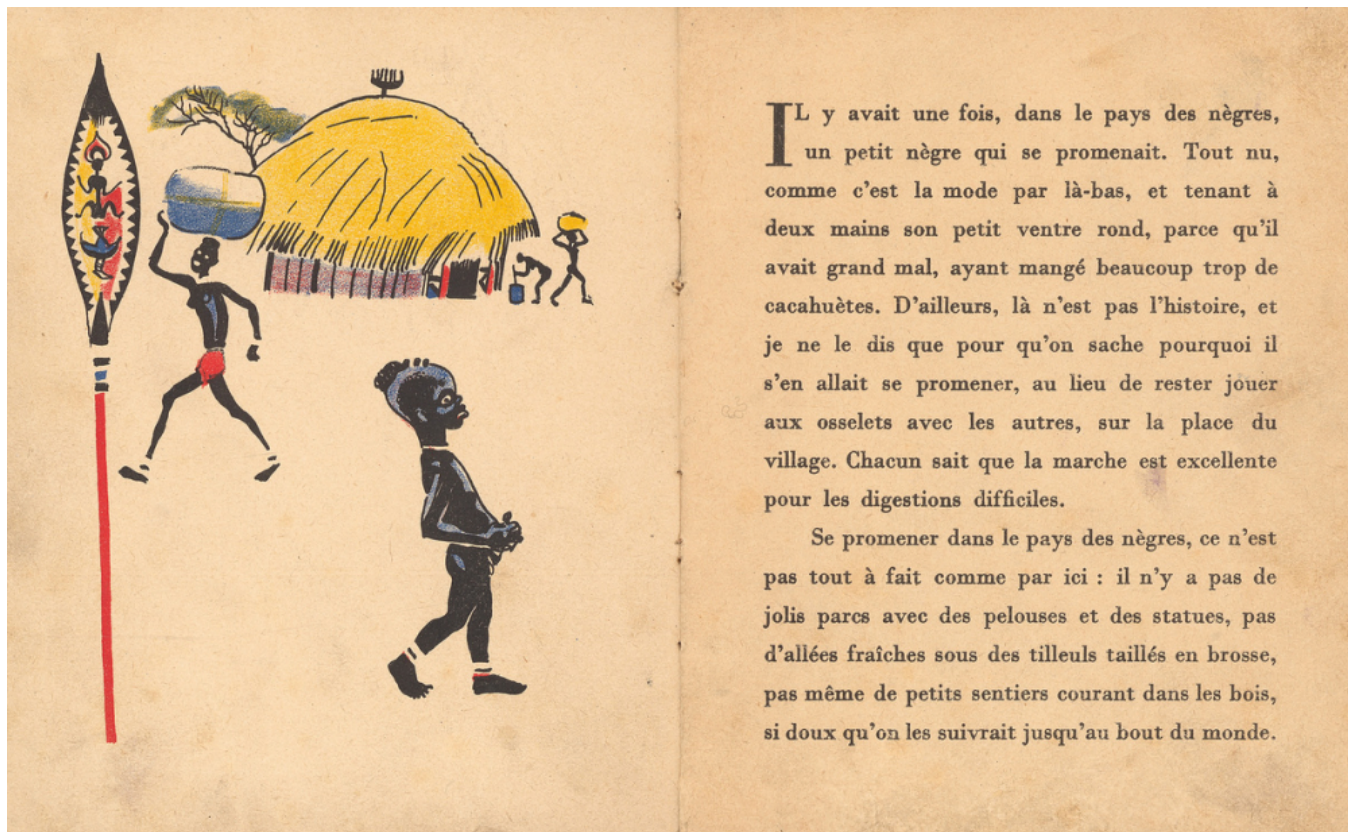 IL y avait une fois, dans le pays des nègres,
un petit nègre qui se promenait. Tout nu,
comme c'est la mode par là-bas, et tenant à
deux mains son petit ventre rond, parce qu'il
avait grand mal, ayant mangé beaucoup trop de
cacahuètes. D'ailleurs, là n'est pas l'histoire, et
je ne le dis que pour qu'on sache pourquoi il
s'en allait se promener, au lieu de rester jouer
aux osselets avec les autres, sur la place du
village. Chacun sait que la marche est excellente
pour les digestions difficiles.
Se promener dans le pays des nègres, ce n'est
pas tout à fait comme par ici : il n'y a pas de
jolis parcs avec des pelouses et des statues, pas
d'allées fraîches sous des tilleuls taillés en brosse,
pas même de petits sentiers courant dans les bois,
si doux qu'on les suivrait jusqu'au bout du monde.